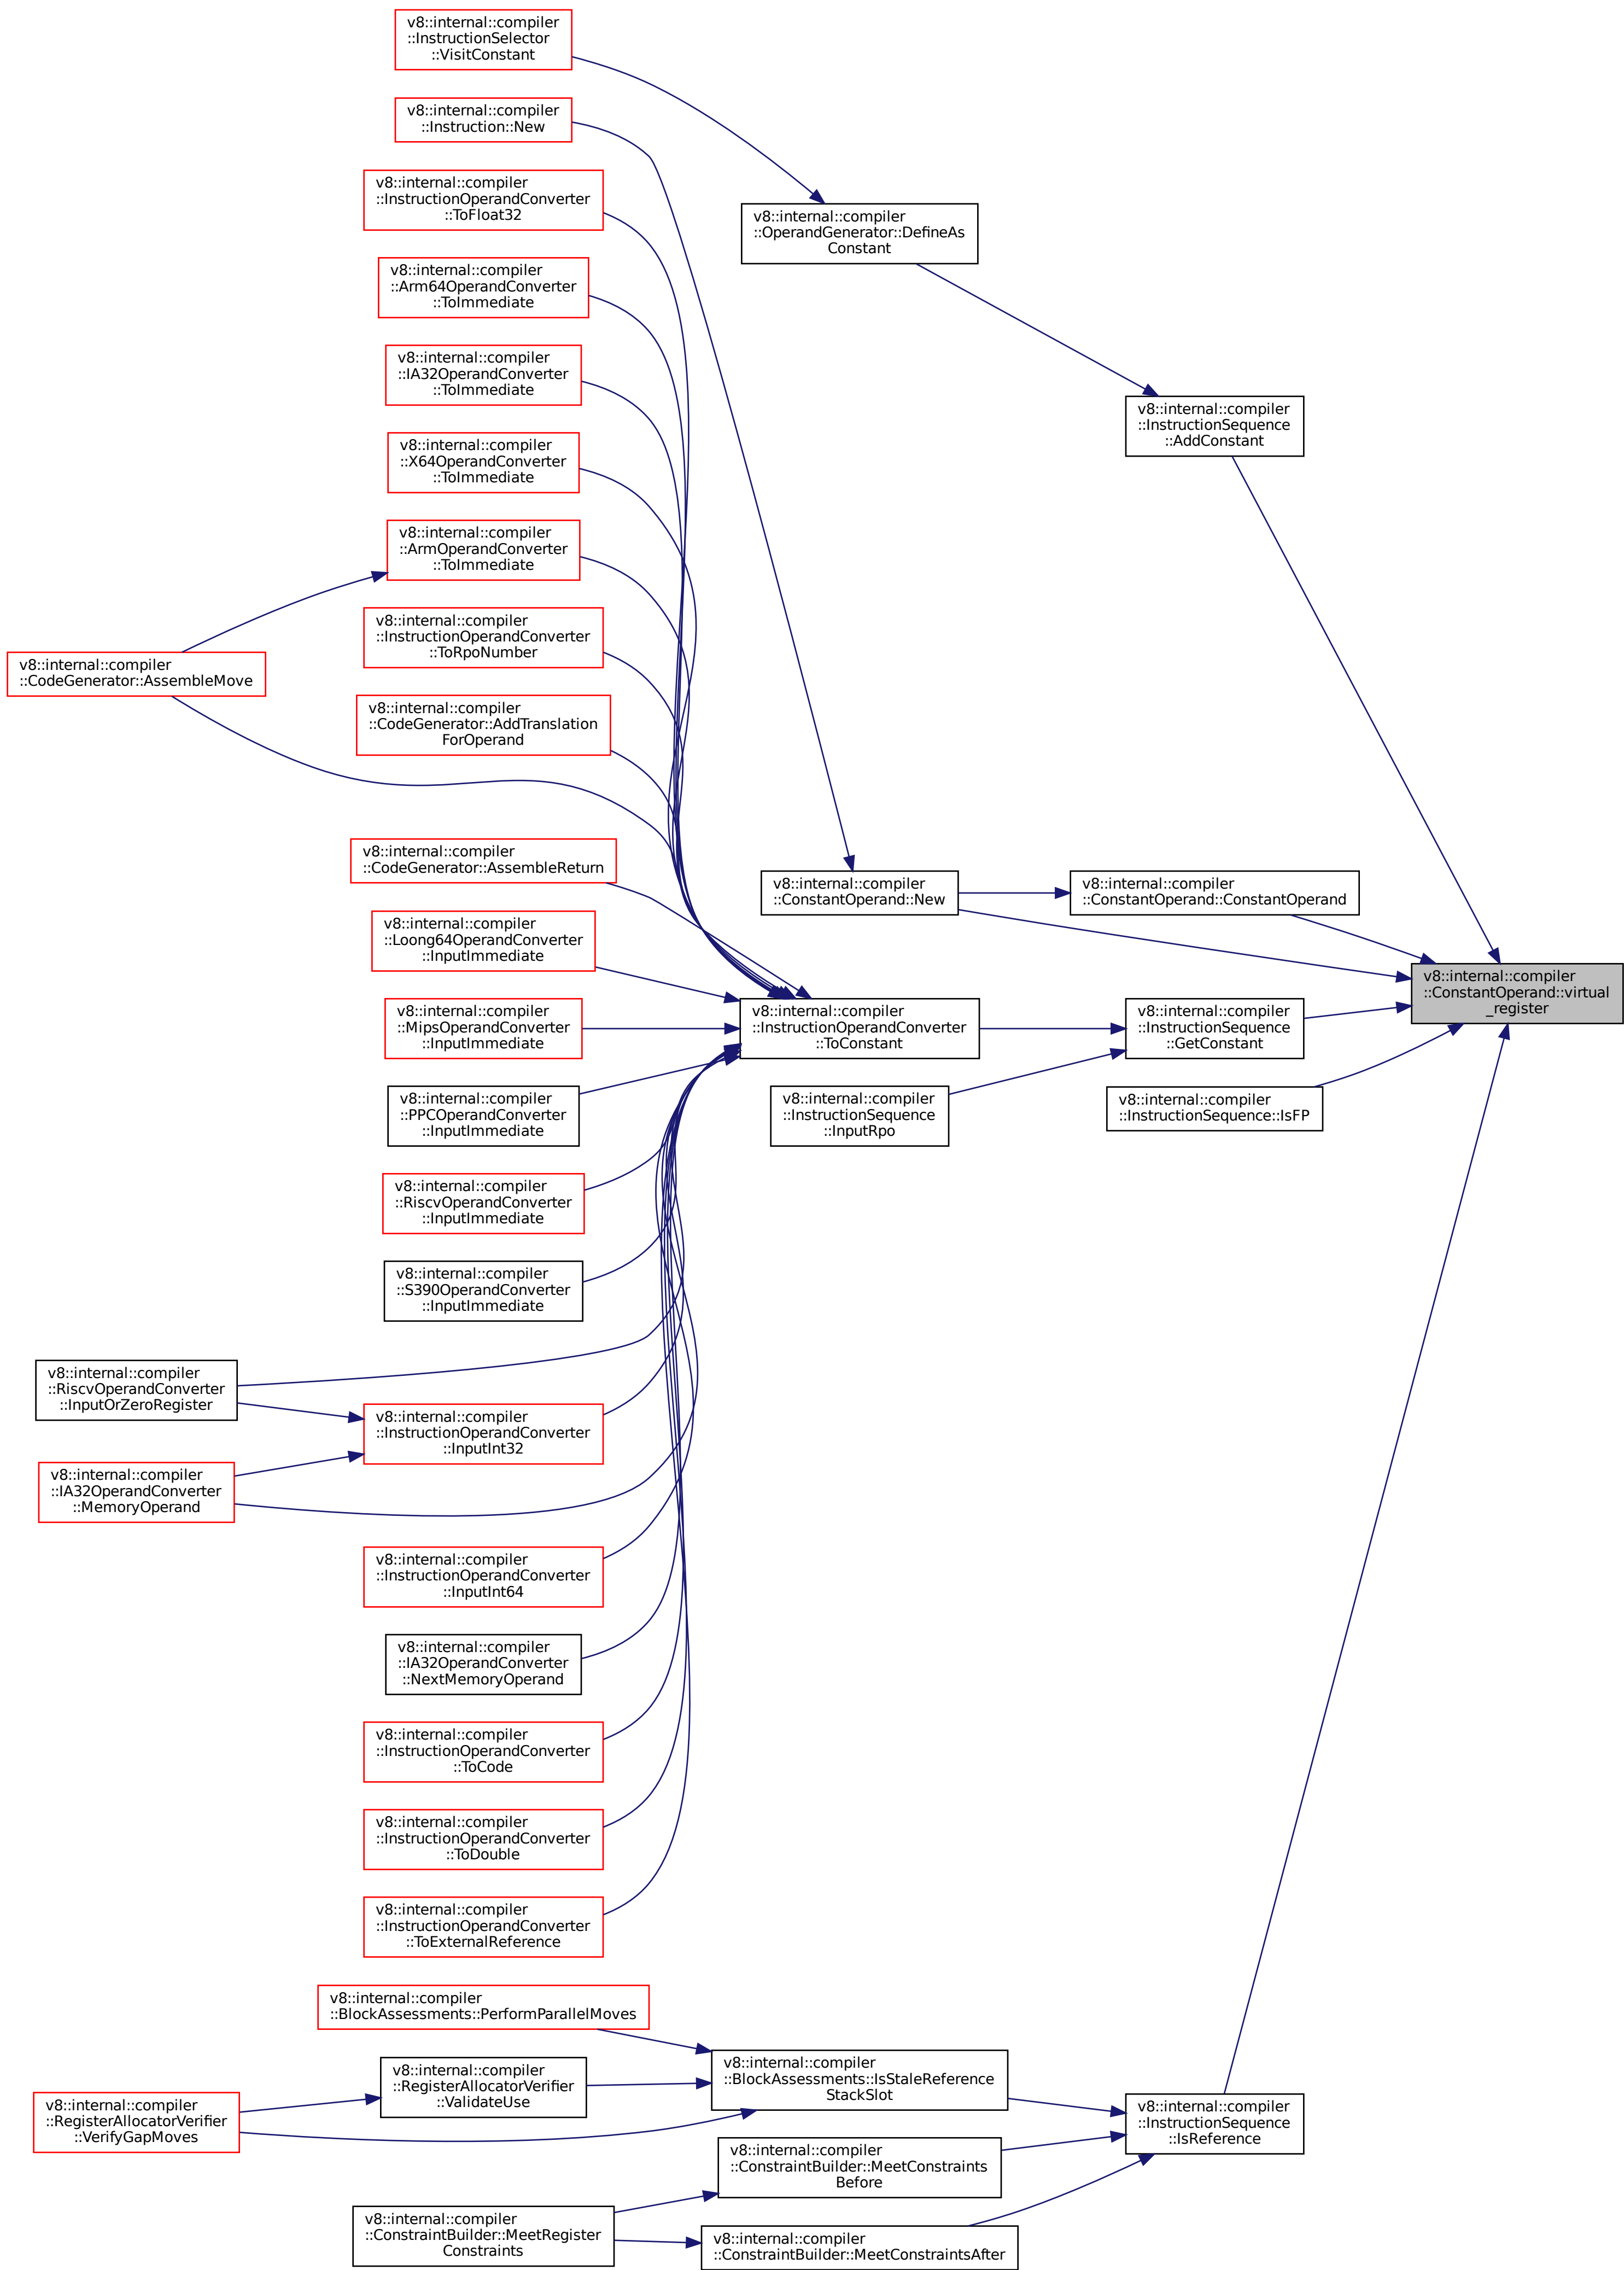 v8::internal::compiler
::InstructionSelector
::VisitConstant
v8::internal::compiler
::Instruction::New
v8::internal::compiler
::InstructionOperandConverter
::ToFloat32
v8::internal::compiler
::OperandGenerator::DefineAs
Constant
v8::internal::compiler
::Arm64OperandConverter
::ToImmediate
v8::internal::compiler
::IA32OperandConverter
::ToImmediate
v8::internal::compiler
::InstructionSequence
::AddConstant
v8::internal::compiler
::X64OperandConverter
::ToImmediate
v8::internal::compiler
::ArmOperandConverter
::ToImmediate
v8::internal::compiler
::InstructionOperandConverter
::ToRpoNumber
v8::internal::compiler
::CodeGenerator::AssembleMove
v8::internal::compiler
::CodeGenerator::AddTranslation
ForOperand
v8::internal::compiler
::CodeGenerator::AssembleReturn
v8::internal::compiler
::ConstantOperand::New
v8::internal::compiler
::ConstantOperand::ConstantOperand
v8::internal::compiler
::Loong64OperandConverter
::InputImmediate
v8::internal::compiler
::ConstantOperand::virtual
_register
v8::internal::compiler
::MipsOperandConverter
::InputImmediate
v8::internal::compiler
::InstructionOperandConverter
::ToConstant
v8::internal::compiler
::InstructionSequence
::GetConstant
v8::internal::compiler
::PPCOperandConverter
::InputImmediate
v8::internal::compiler
::InstructionSequence
::InputRpo
v8::internal::compiler
::InstructionSequence::IsFP
v8::internal::compiler
::RiscvOperandConverter
::InputImmediate
v8::internal::compiler
::S390OperandConverter
::InputImmediate
v8::internal::compiler
::RiscvOperandConverter
::InputOrZeroRegister
v8::internal::compiler
::InstructionOperandConverter
::InputInt32
v8::internal::compiler
::IA32OperandConverter
::MemoryOperand
v8::internal::compiler
::InstructionOperandConverter
::InputInt64
v8::internal::compiler
::IA32OperandConverter
::NextMemoryOperand
v8::internal::compiler
::InstructionOperandConverter
::ToCode
v8::internal::compiler
::InstructionOperandConverter
::ToDouble
v8::internal::compiler
::InstructionOperandConverter
::ToExternalReference
v8::internal::compiler
::BlockAssessments::PerformParallelMoves
v8::internal::compiler
::BlockAssessments::IsStaleReference
StackSlot
v8::internal::compiler
::RegisterAllocatorVerifier
::ValidateUse
v8::internal::compiler
::RegisterAllocatorVerifier
::VerifyGapMoves
v8::internal::compiler
::InstructionSequence
::IsReference
v8::internal::compiler
::ConstraintBuilder::MeetConstraints
Before
v8::internal::compiler
::ConstraintBuilder::MeetRegister
Constraints
v8::internal::compiler
::ConstraintBuilder::MeetConstraintsAfter